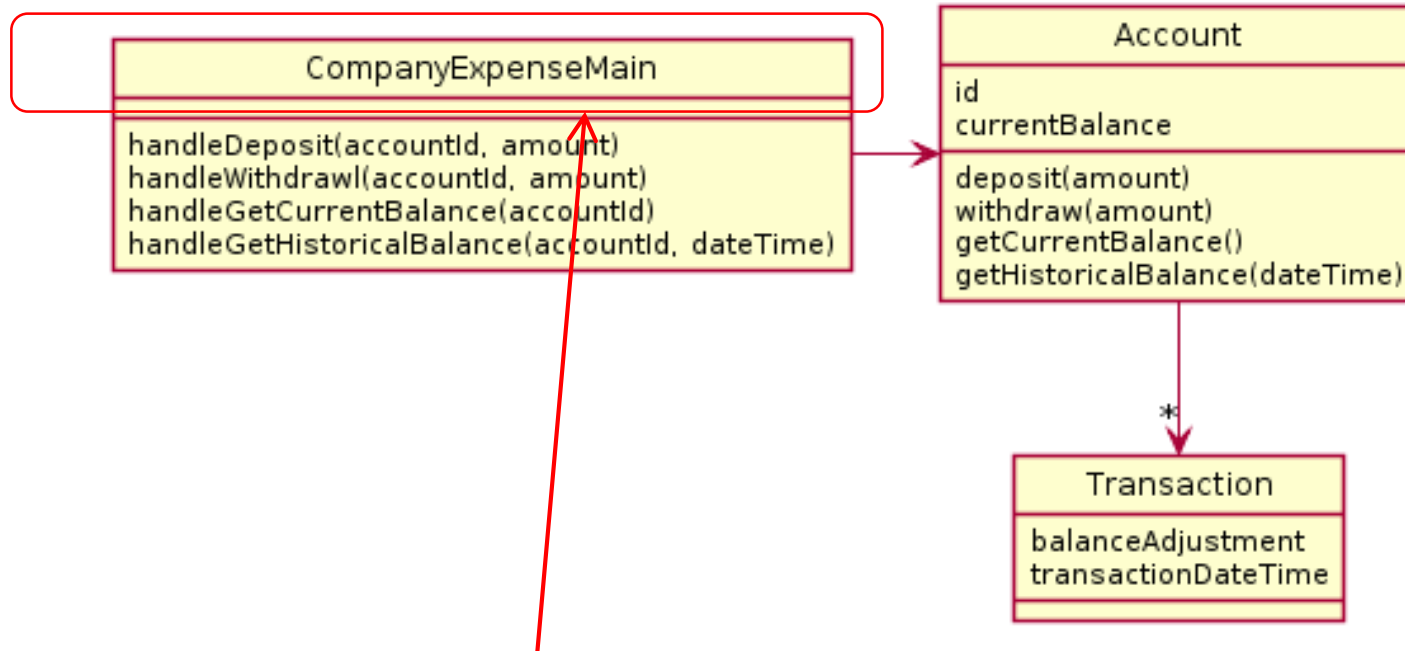 CompanyExpenseMain
handleDeposit(accountId, amount)
handleWithdrawl(accountId, amount)
handleGetCurrentBalance(accountId)
handleGetHistoricalBalance(accountId, dateTime)
Account
id
currentBalance
deposit(amount)
withdraw(amount)
getCurrentBalance()
getHistoricalBalance(dateTime)
*
Transaction
balanceAdjustment
transactionDateTime